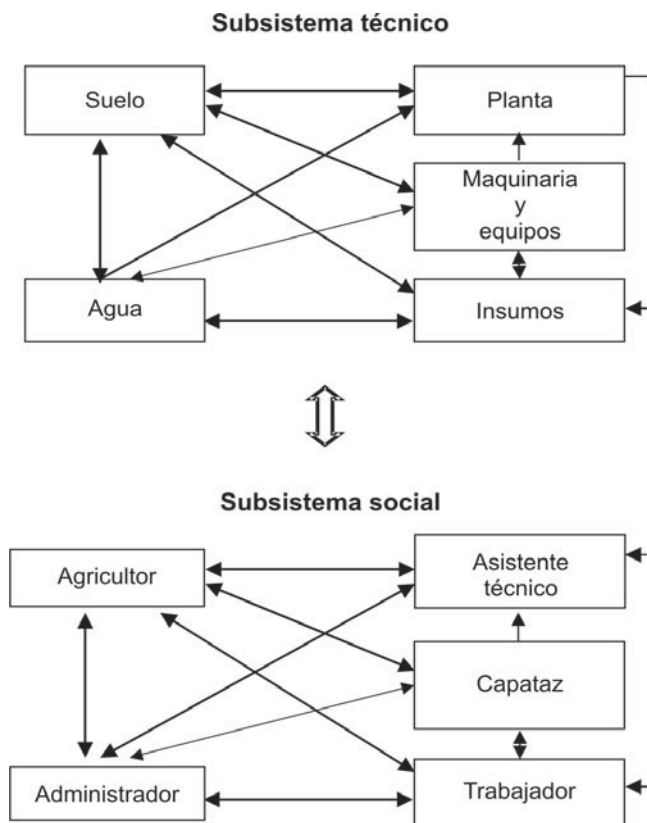 Subsistema técnico
Suelo
Planta
Maquinaria
y
equipos
Agua
Insumos
Subsistema social
Agricultor
Asistente
técnico
Capataz
Administrador
Trabajador